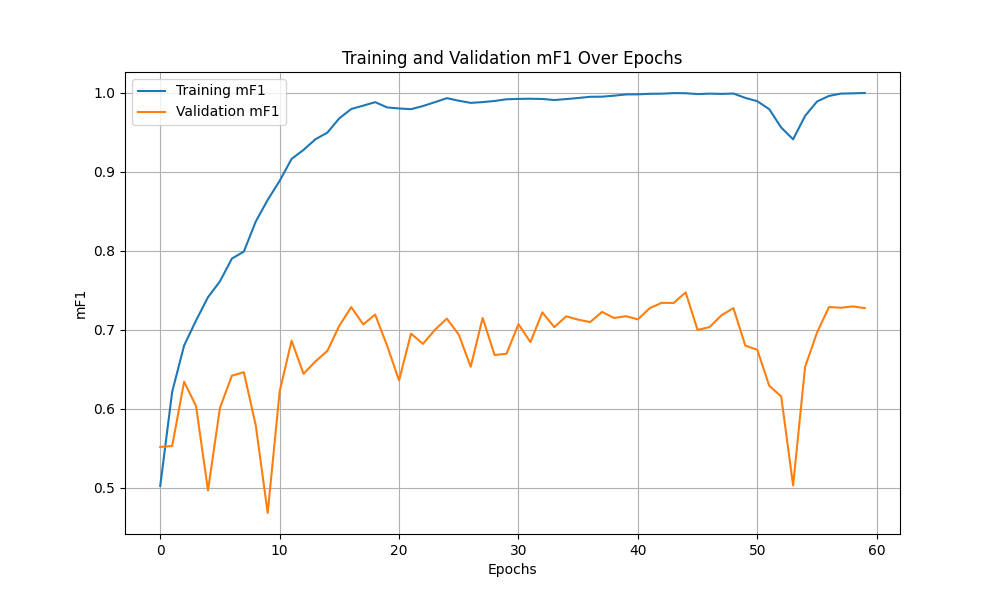 Training and Validation mF1 Over Epochs
Training mF1
Validation mF1
mF1
1.0
0.9
0.8
0.7
0.6
0.5
0 10 20 30 40 50 60
Epochs